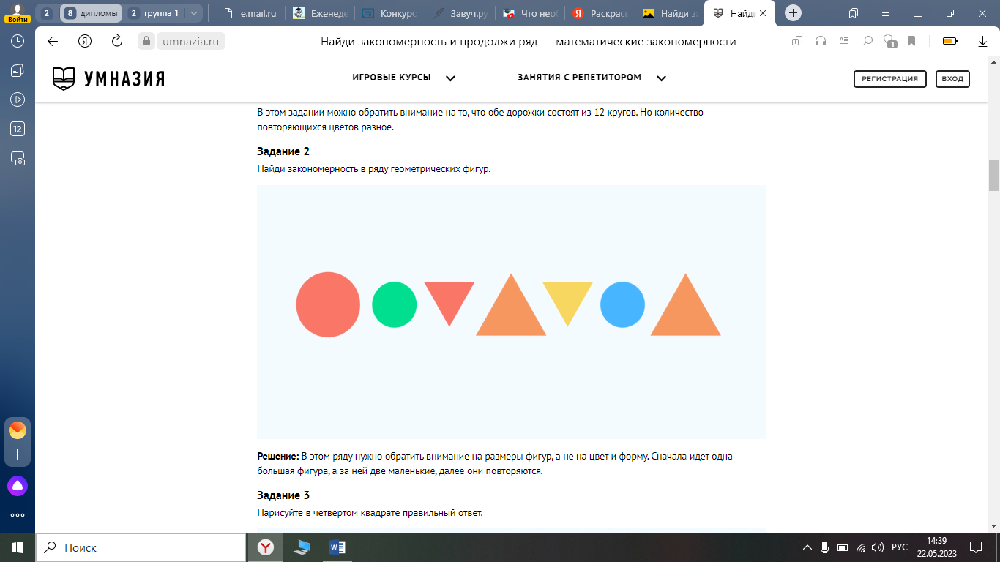 Войти
2
8 дипломы
2 группа 1
e.mail.ru
Еженеде
Конкурс
Завуч.ру
Что необ
Раскрась
Найди за
Найди
umnazia.ru
Найди закономерность и продолжи ряд — математические закономерности
1
12
УМНАЗИЯ
ИГРОВЫЕ КУРСЫ
ЗАНЯТИЯ С РЕПЕТИТОРОМ
РЕГИСТРАЦИЯ
ВХОД
В этом задании можно обратить внимание на то, что обе дорожки состоят из 12 кругов. Но количество
повторяющихся цветов разное.
Задание 2
Найди закономерность в ряду геометрических фигур.
Решение: В этом ряду нужно обратить внимание на размеры фигур, а не на цвет и форму. Сначала идет одна
большая фигура, а за ней две маленькие, далее они повторяются.
Задание 3
Нарисуйте в четвертом квадрате правильный ответ.
Поиск
РУС
14:39
22.05.2023